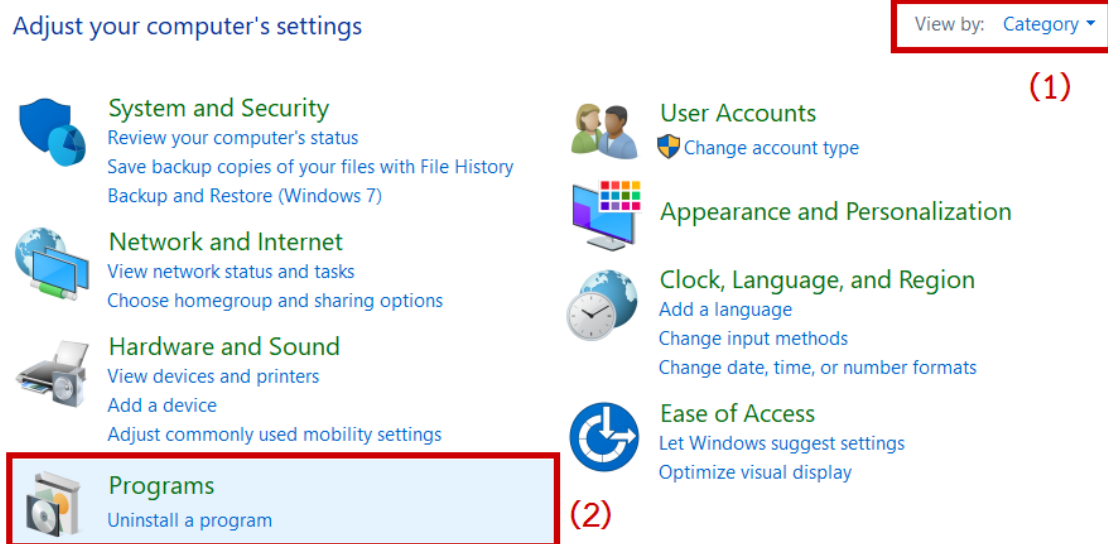 Adjust your computer's settings
View by: Category
(1)
System and Security
Review your computer's status
Save backup copies of your files with File History
Backup and Restore (Windows 7)
Network and Internet
View network status and tasks
Choose homegroup and sharing options
Hardware and Sound
View devices and printers
Add a device
Adjust commonly used mobility settings
Programs
Uninstall a program
(2)
User Accounts
Change account type
Appearance and Personalization
Clock, Language, and Region
Add a language
Change input methods
Change date, time, or number formats
Ease of Access
Let Windows suggest settings
Optimize visual display